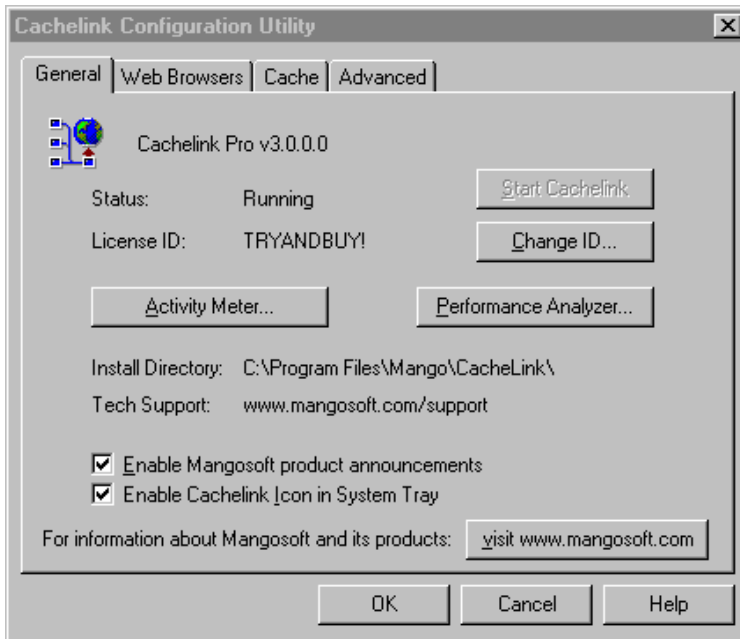 Cachelink Configuration Utility
General Web Browsers Cache Advanced
Cachelink Pro v3.0.0.0
Status: Running Start Cachelink
License ID: TRYANDBUY! Change ID...
Activity Meter... Performance Analyzer...
Install Directory: C:\Program Files\Mango\CacheLink\
Tech Support: www.mangosoft.com/support
Enable Mangosoft product announcements
Enable Cachelink Icon in System Tray
For information about Mangosoft and its products: visit www.mangosoft.com
OK Cancel Help